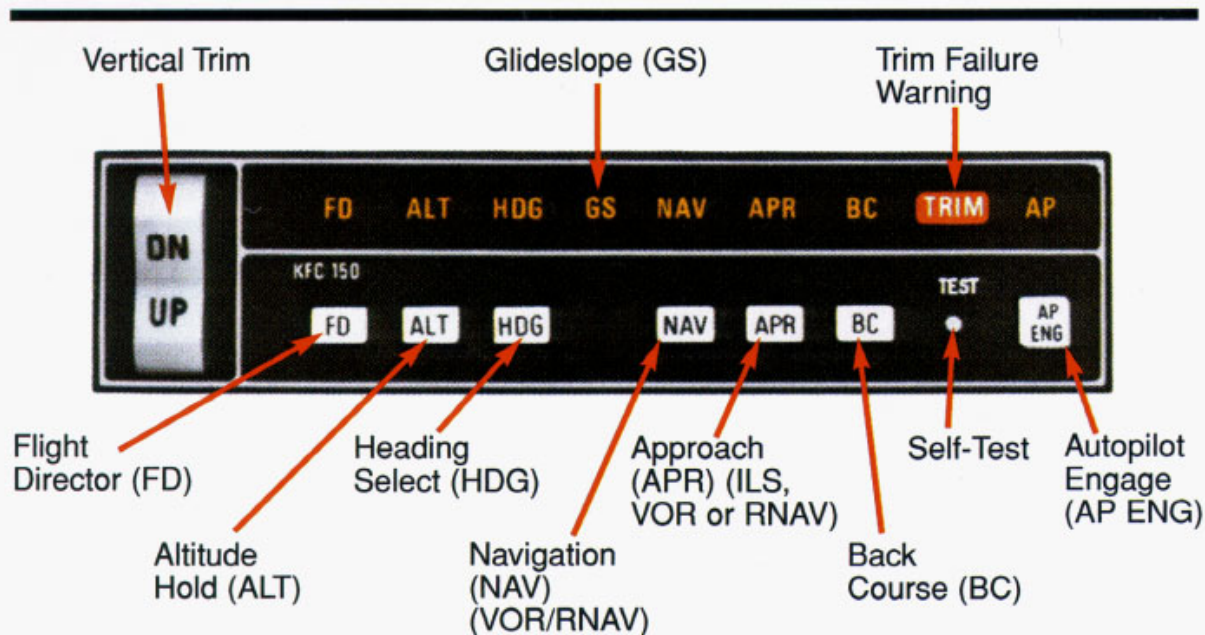 Vertical Trim
Glideslope (GS)
Trim Failure
Warning
FD ALT HDG GS NAV APR BC TRIM AP
DN
UP
KFC 150
TEST
FD ALT HDG NAV APR BC AP
ENG
Flight
Director (FD)
Heading
Select (HDG)
Approach
(APR) (ILS,
VOR or RNAV)
Self-Test
Autopilot
Engage
(AP ENG)
Altitude
Hold (ALT)
Navigation
(NAV)
(VOR/RNAV)
Back
Course (BC)